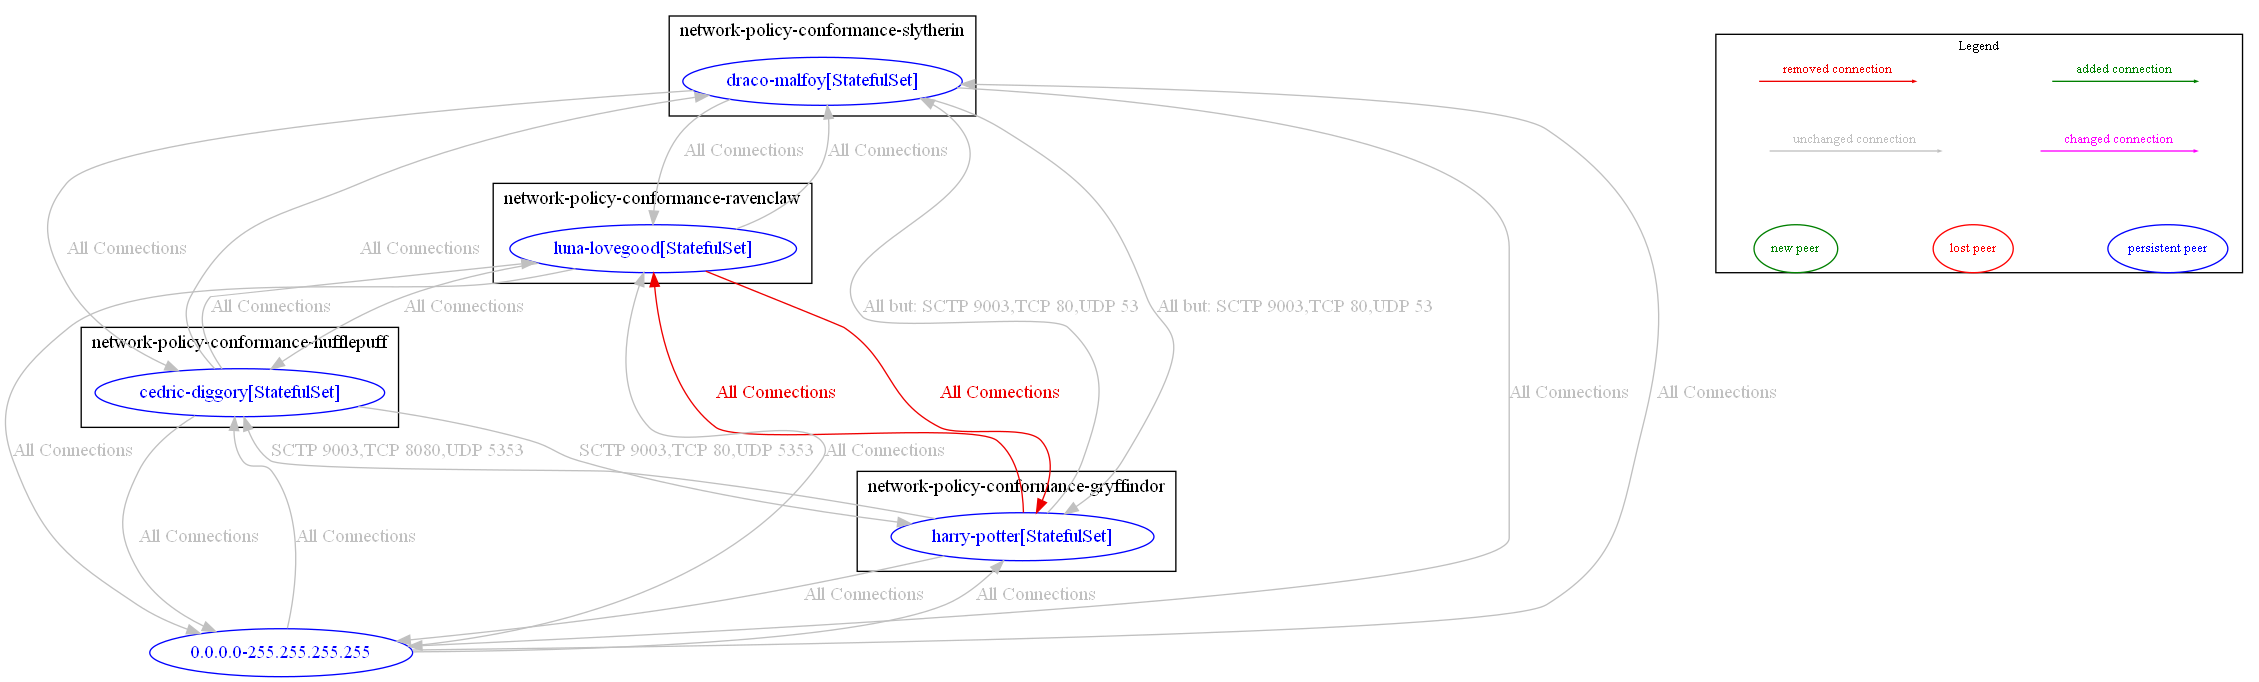 network-policy-conformance-slytherin
draco-malfoy[StatefulSet]
Legend
removed connection
added connection
unchanged connection
changed connection
new peer
lost peer
persistent peer
All Connections
All Connections
network-policy-conformance-ravenclaw
luna-lovegood[StatefulSet]
All Connections
All Connections
All Connections
All Connections
All but: SCTP 9003,TCP 80,UDP 53
All but: SCTP 9003,TCP 80,UDP 53
network-policy-conformance-hufflepuff
cedric-diggory[StatefulSet]
All Connections
All Connections
All Connections
All Connections
All Connections
SCTP 9003,TCP 8080,UDP 5353
SCTP 9003,TCP 80,UDP 5353
All Connections
network-policy-conformance-gryffindor
harry-potter[StatefulSet]
All Connections
All Connections
All Connections
All Connections
0.0.0.0-255.255.255.255